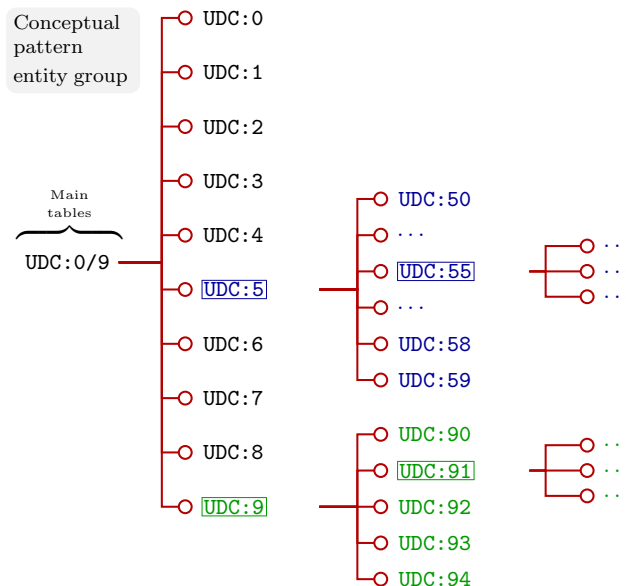 Conceptual
pattern
entity group
UDC:0
UDC:1
UDC:2
UDC:3
UDC:4
UDC:5
UDC:6
UDC:7
UDC:8
UDC:9
Main
tables
UDC:0/9
UDC:50
...
UDC:55
...
UDC:58
UDC:59
..
..
..
UDC:90
UDC:91
UDC:92
UDC:93
UDC:94
..
..
..